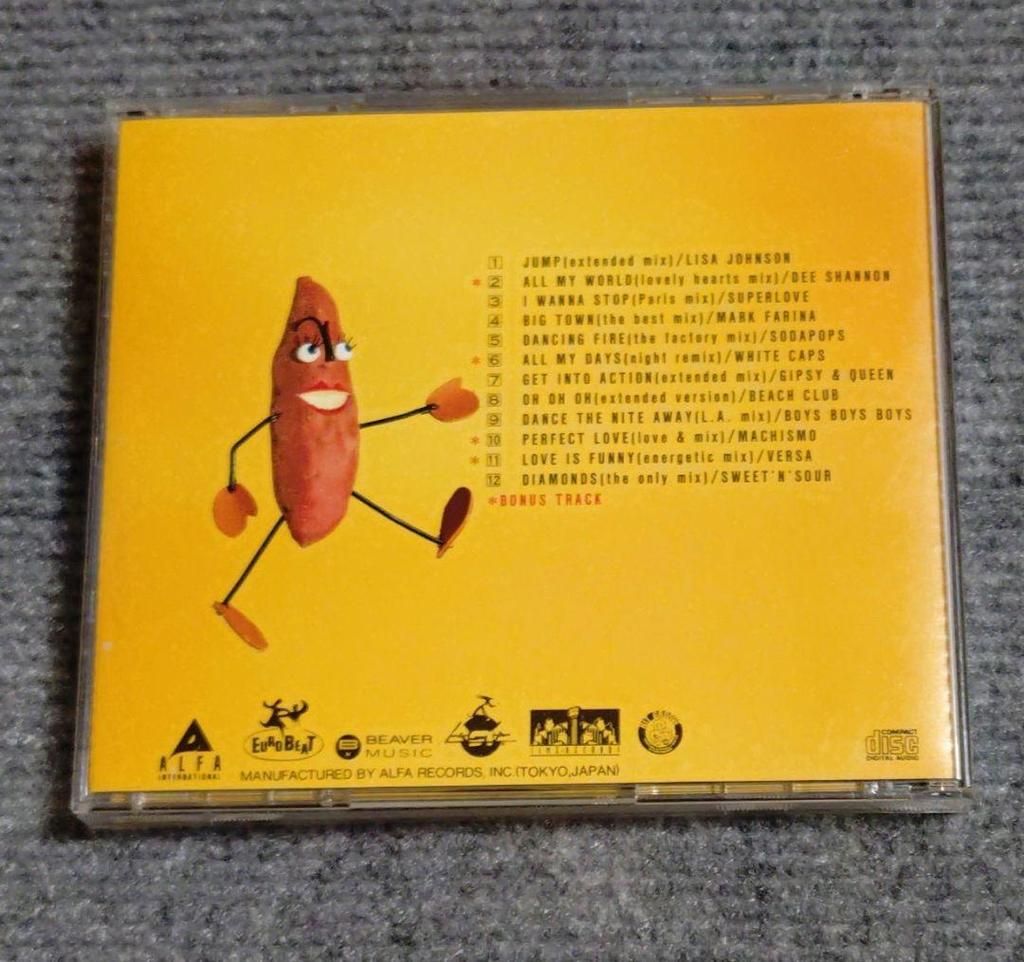 1 JUMP(extended mix)/LISA JOHNSON
* 2 ALL MY WORLD(lovely hearts mix)/DEE SHANNON
3 I WANNA STOP(Paris mix)/SUPERLOVE
4 BIG TOWN(the best mix)/MARK FARINA
5 DANCING FIRE(the factory mix)/SODAPOPS
* 6 ALL MY DAYS(night remix)/WHITE CAPS
7 GET INTO ACTION(extended mix)/GIPSY & QUEEN
8 OH OH OH(extended version)/BEACH CLUB
9 DANCE THE NITE AWAY(L.A. mix)/BOYS BOYS BOYS
* 10 PERFECT LOVE(love & mix)/MACHISMO
* 11 LOVE IS FUNNY(energetic mix)/VERSA
12 DIAMONDS(the only mix)/SWEET'N'SOUR
*BONUS TRACK
a
ALFA
INTERNATIONAL
EUROBEAT
BEAVER
MUSIC
TIME RECORDS
COMPACT
disc
DIGITAL AUDIO
MANUFACTURED BY ALFA RECORDS, INC.(TOKYO,JAPAN)